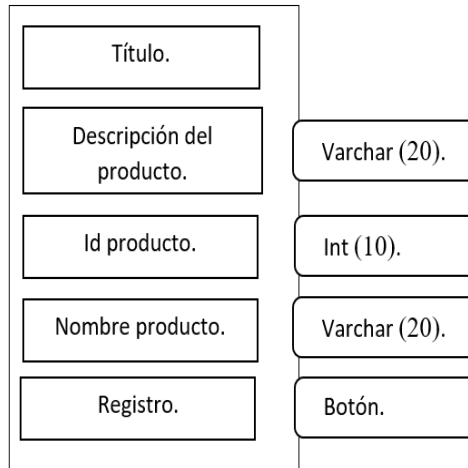 Título.
Descripción del
producto.
Varchar (20).
Id producto.
Int (10).
Nombre producto.
Varchar (20).
Registro.
Botón.